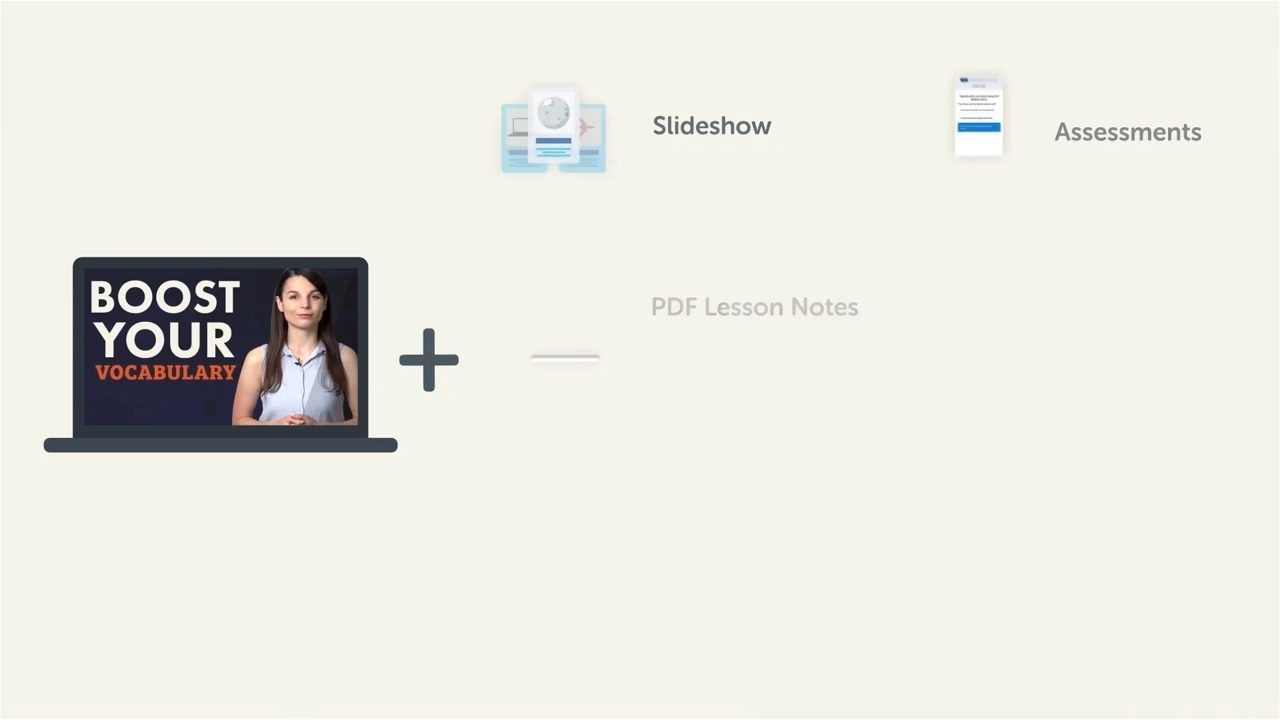 Slideshow
Assessments
BOOST
YOUR
VOCABULARY
PDF Lesson Notes